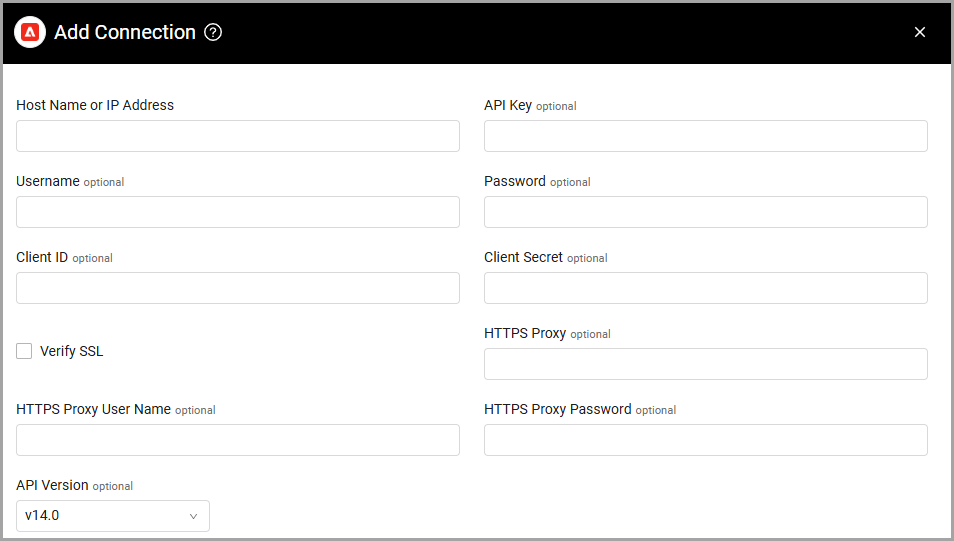 Add Connection ?
Host Name or IP Address
API Key optional
Username optional
Password optional
Client ID optional
Client Secret optional
Verify SSL
HTTPS Proxy optional
HTTPS Proxy User Name optional
HTTPS Proxy Password optional
API Version optional
v14.0